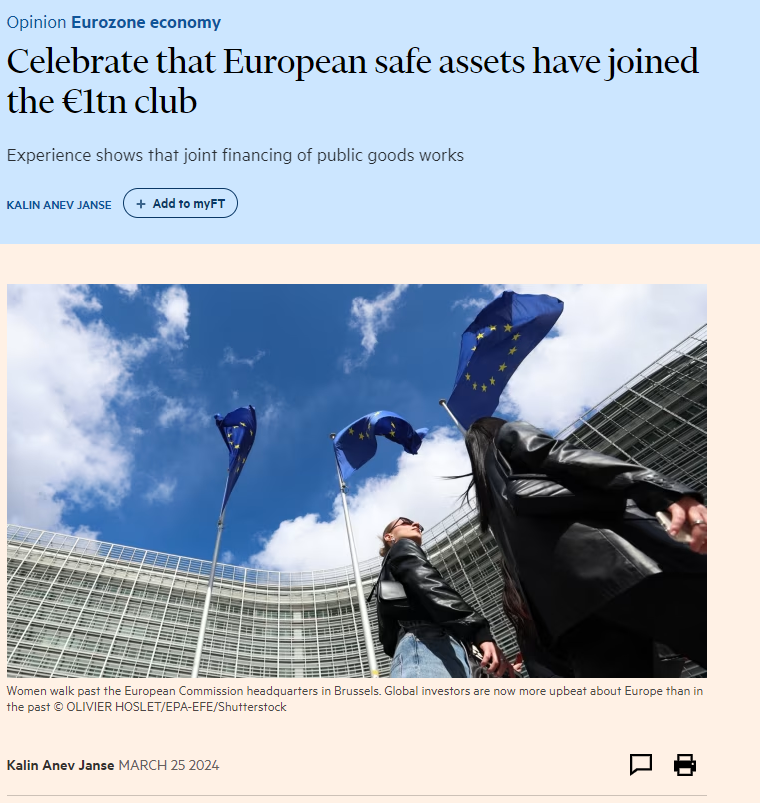 Opinion Eurozone economy
Celebrate that European safe assets have joined
the €1tn club
Experience shows that joint financing of public goods works
KALIN ANEV JANSE
+ Add to myFT
Women walk past the European Commission headquarters in Brussels. Global investors are now more upbeat about Europe than in
the past © OLIVIER HOSLET/EPA-EFE/Shutterstock
Kalin Anev Janse MARCH 25 2024